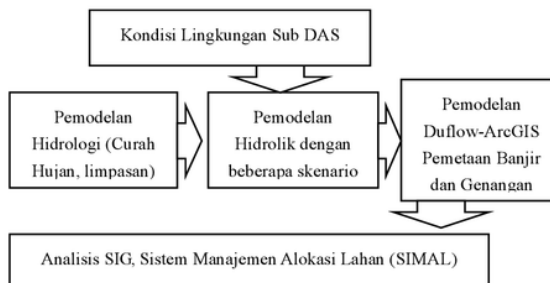 Kondisi Lingkungan Sub DAS
Pemodelan
Hidrologi (Curah
Hujan, limpasan)
Pemodelan
Hidrolik dengan
beberapa skenario
Pemodelan
Duflow-ArcGIS
Pemetaan Banjir
dan Genangan
Analisis SIG, Sistem Manajemen Alokasi Lahan (SIMAL)